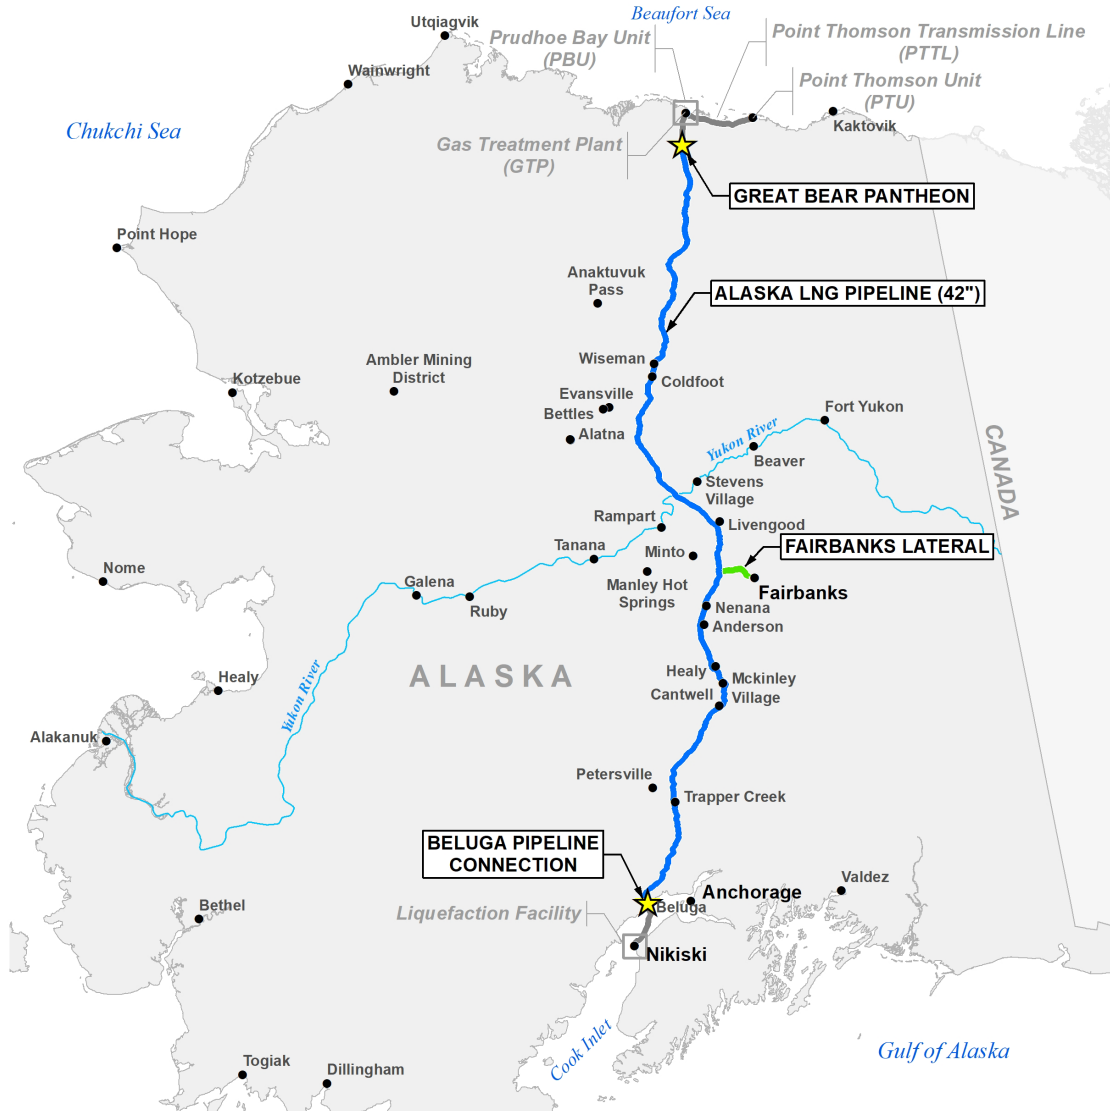 Beaufort Sea
Utqiagvik
Prudhoe Bay Unit
(PBU)
Point Thomson Transmission Line
(PTTL)
Wainwright
Point Thomson Unit
(PTU)
Chukchi Sea
Kaktovik
Gas Treatment Plant
(GTP)
GREAT BEAR PANTHEON
Point Hope
Anaktuvuk
Pass
ALASKA LNG PIPELINE (42")
Wiseman
Ambler Mining
District
Kotzebue
Coldfoot
Evansville
Bettles
Fort Yukon
Alatna
Yukon River
Beaver
CANADA
Stevens
Village
Rampart
Livengood
Tanana
Minto
FAIRBANKS LATERAL
Nome
Galena
Manley Hot
Springs
Fairbanks
Ruby
Nenana
Anderson
ALASKA
Healy
Healy
Mckinley
Village
Cantwell
Yukon River
Alakanuk
Petersville
Trapper Creek
BELUGA PIPELINE
CONNECTION
Valdez
Anchorage
Bethel
Beluga
Liquefaction Facility
Nikiski
Cook Inlet
Gulf of Alaska
Togiak
Dillingham